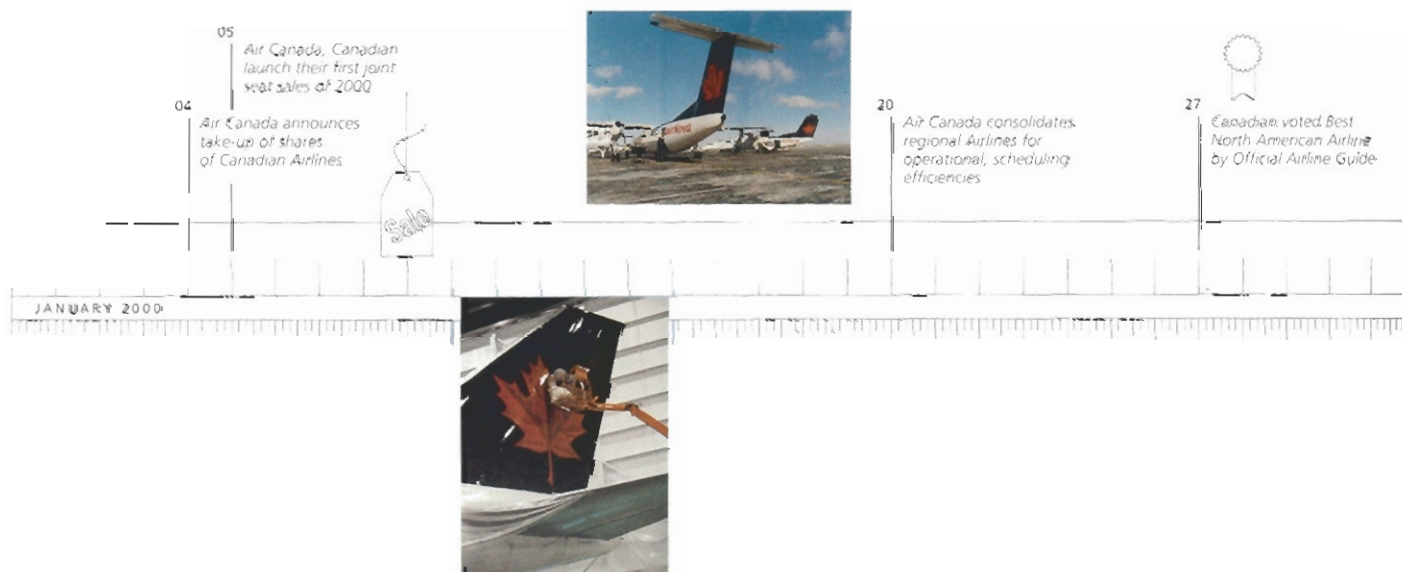 05
Air Canada, Canadian
launch their first joint
seat sales of 2000
04
Air Canada announces
take-up of shares
of Canadian Airlines
Sale
20
Air Canada consolidates
regional Airlines for
operational, scheduling
efficiencies
27
Canadian voted Best
North American Airline
by Official Airline Guide
JANUARY 2000